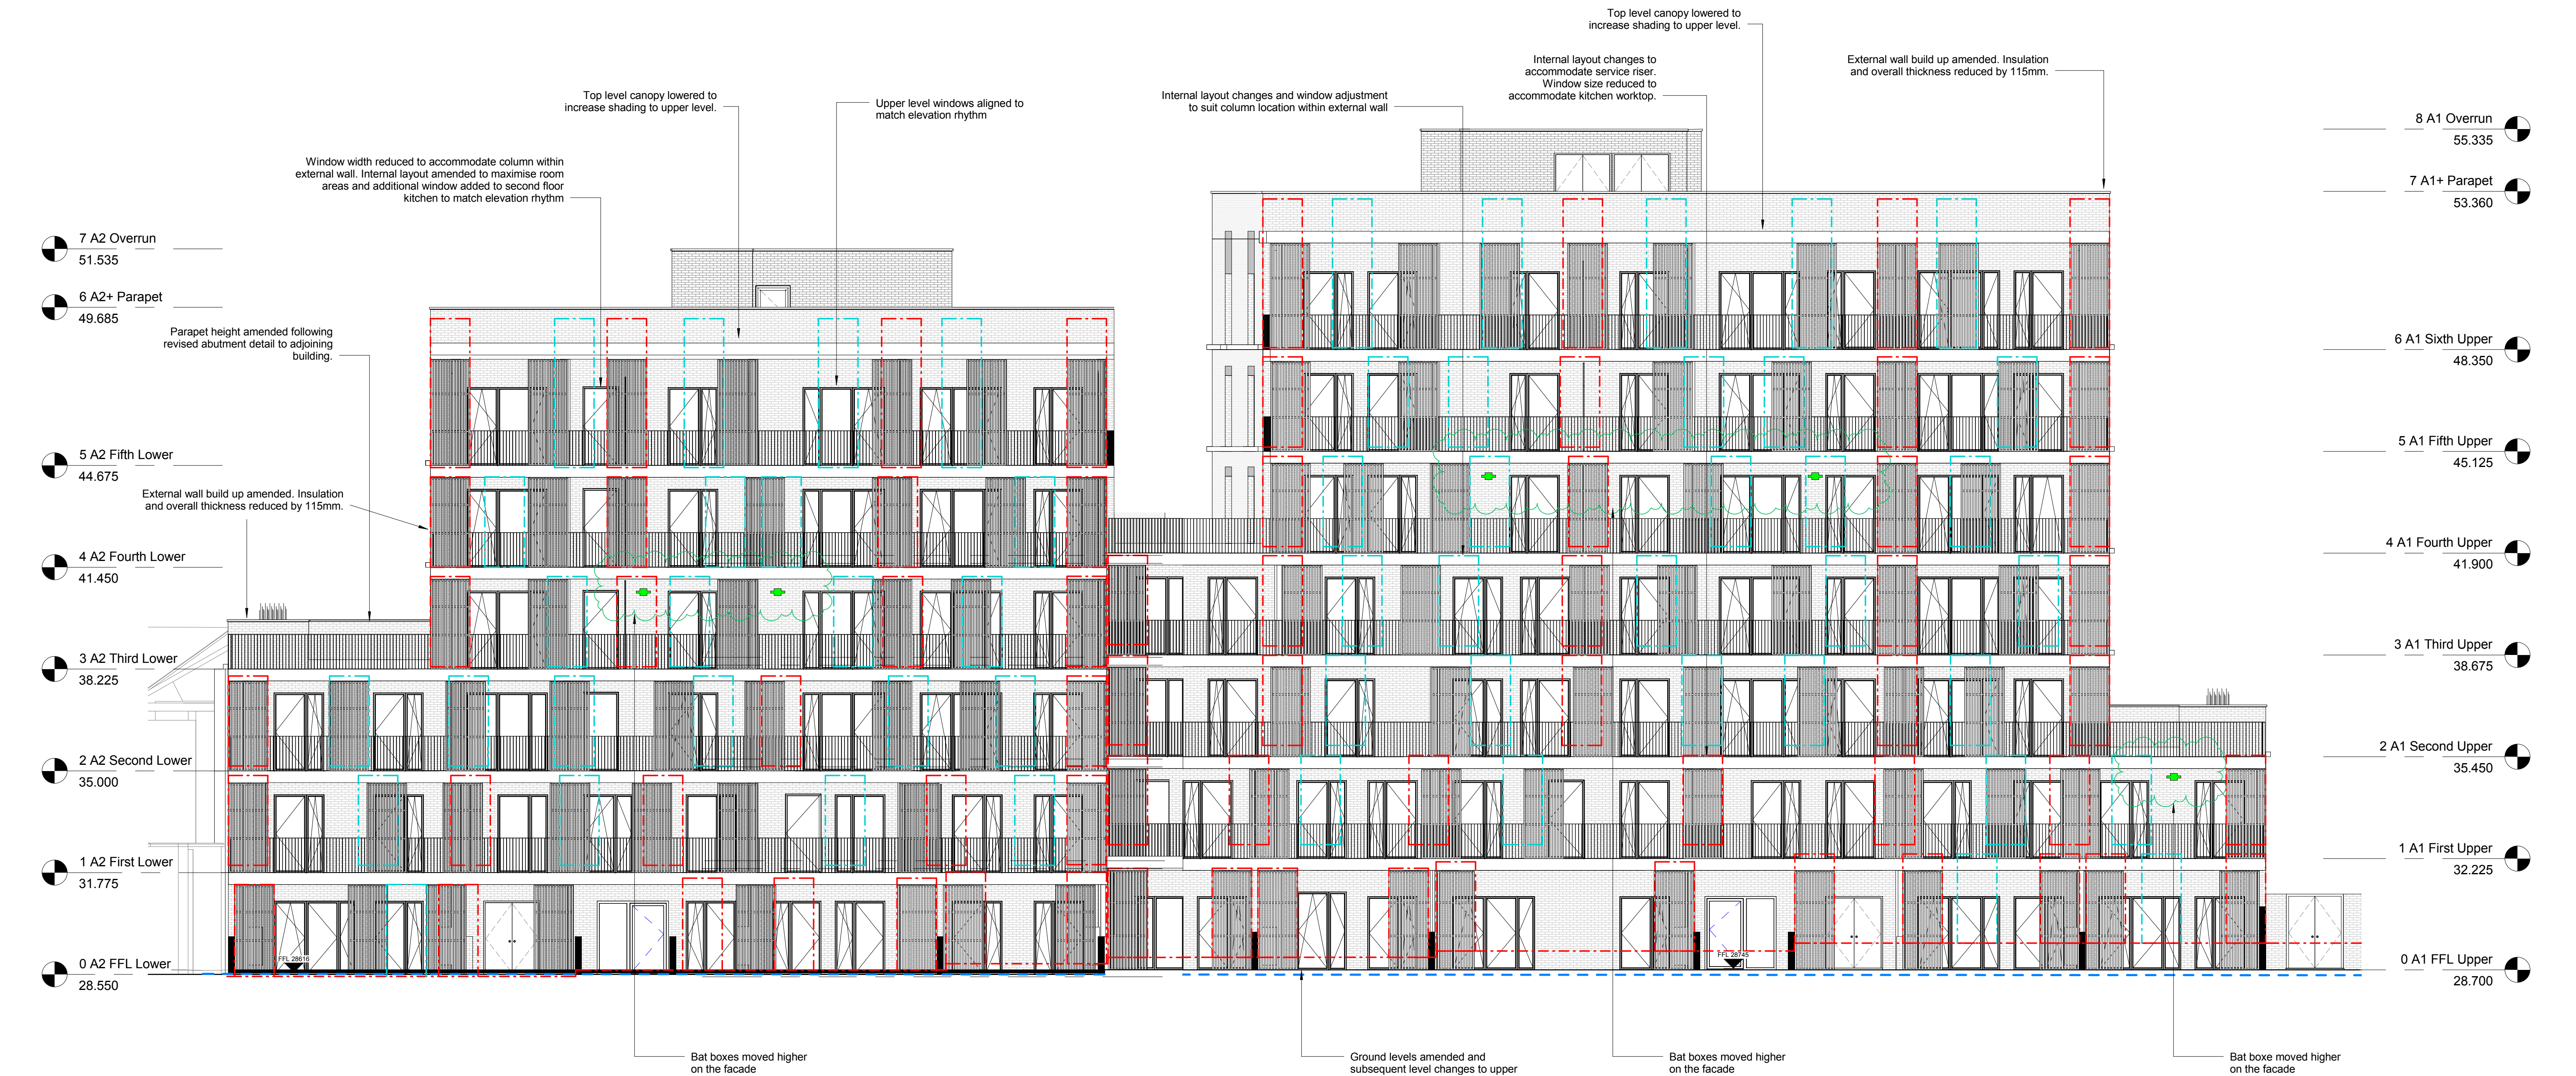 Top level canopy lowered to
increase shading to upper level.
Internal layout changes to
accommodate service riser.
Window size reduced to
accommodate kitchen worktop.
External wall build up amended. Insulation
and overall thickness reduced by 115mm.
Top level canopy lowered to
increase shading to upper level.
Upper level windows aligned to
match elevation rhythm
Internal layout changes and window adjustment
to suit column location within external wall
Window width reduced to accommodate column within
external wall. Internal layout amended to maximise room
areas and additional window added to second floor
kitchen to match elevation rhythm
8 A1 Overrun
55.335
7 A1+ Parapet
53.360
7 A2 Overrun
51.535
6 A2+ Parapet
49.685
Parapet height amended following
revised abutment detail to adjoining
building.
6 A1 Sixth Upper
48.350
5 A2 Fifth Lower
44.675
5 A1 Fifth Upper
45.125
External wall build up amended. Insulation
and overall thickness reduced by 115mm.
4 A2 Fourth Lower
41.450
4 A1 Fourth Upper
41.900
3 A2 Third Lower
38.225
3 A1 Third Upper
38.675
2 A2 Second Lower
35.000
2 A1 Second Upper
35.450
1 A2 First Lower
31.775
1 A1 First Upper
32.225
0 A2 FFL Lower
28.550
FFL 28616
FFL 28745
0 A1 FFL Upper
28.700
Bat boxes moved higher
on the facade
Ground levels amended and
subsequent level changes to upper
Bat boxes moved higher
on the facade
Bat boxe moved higher
on the facade